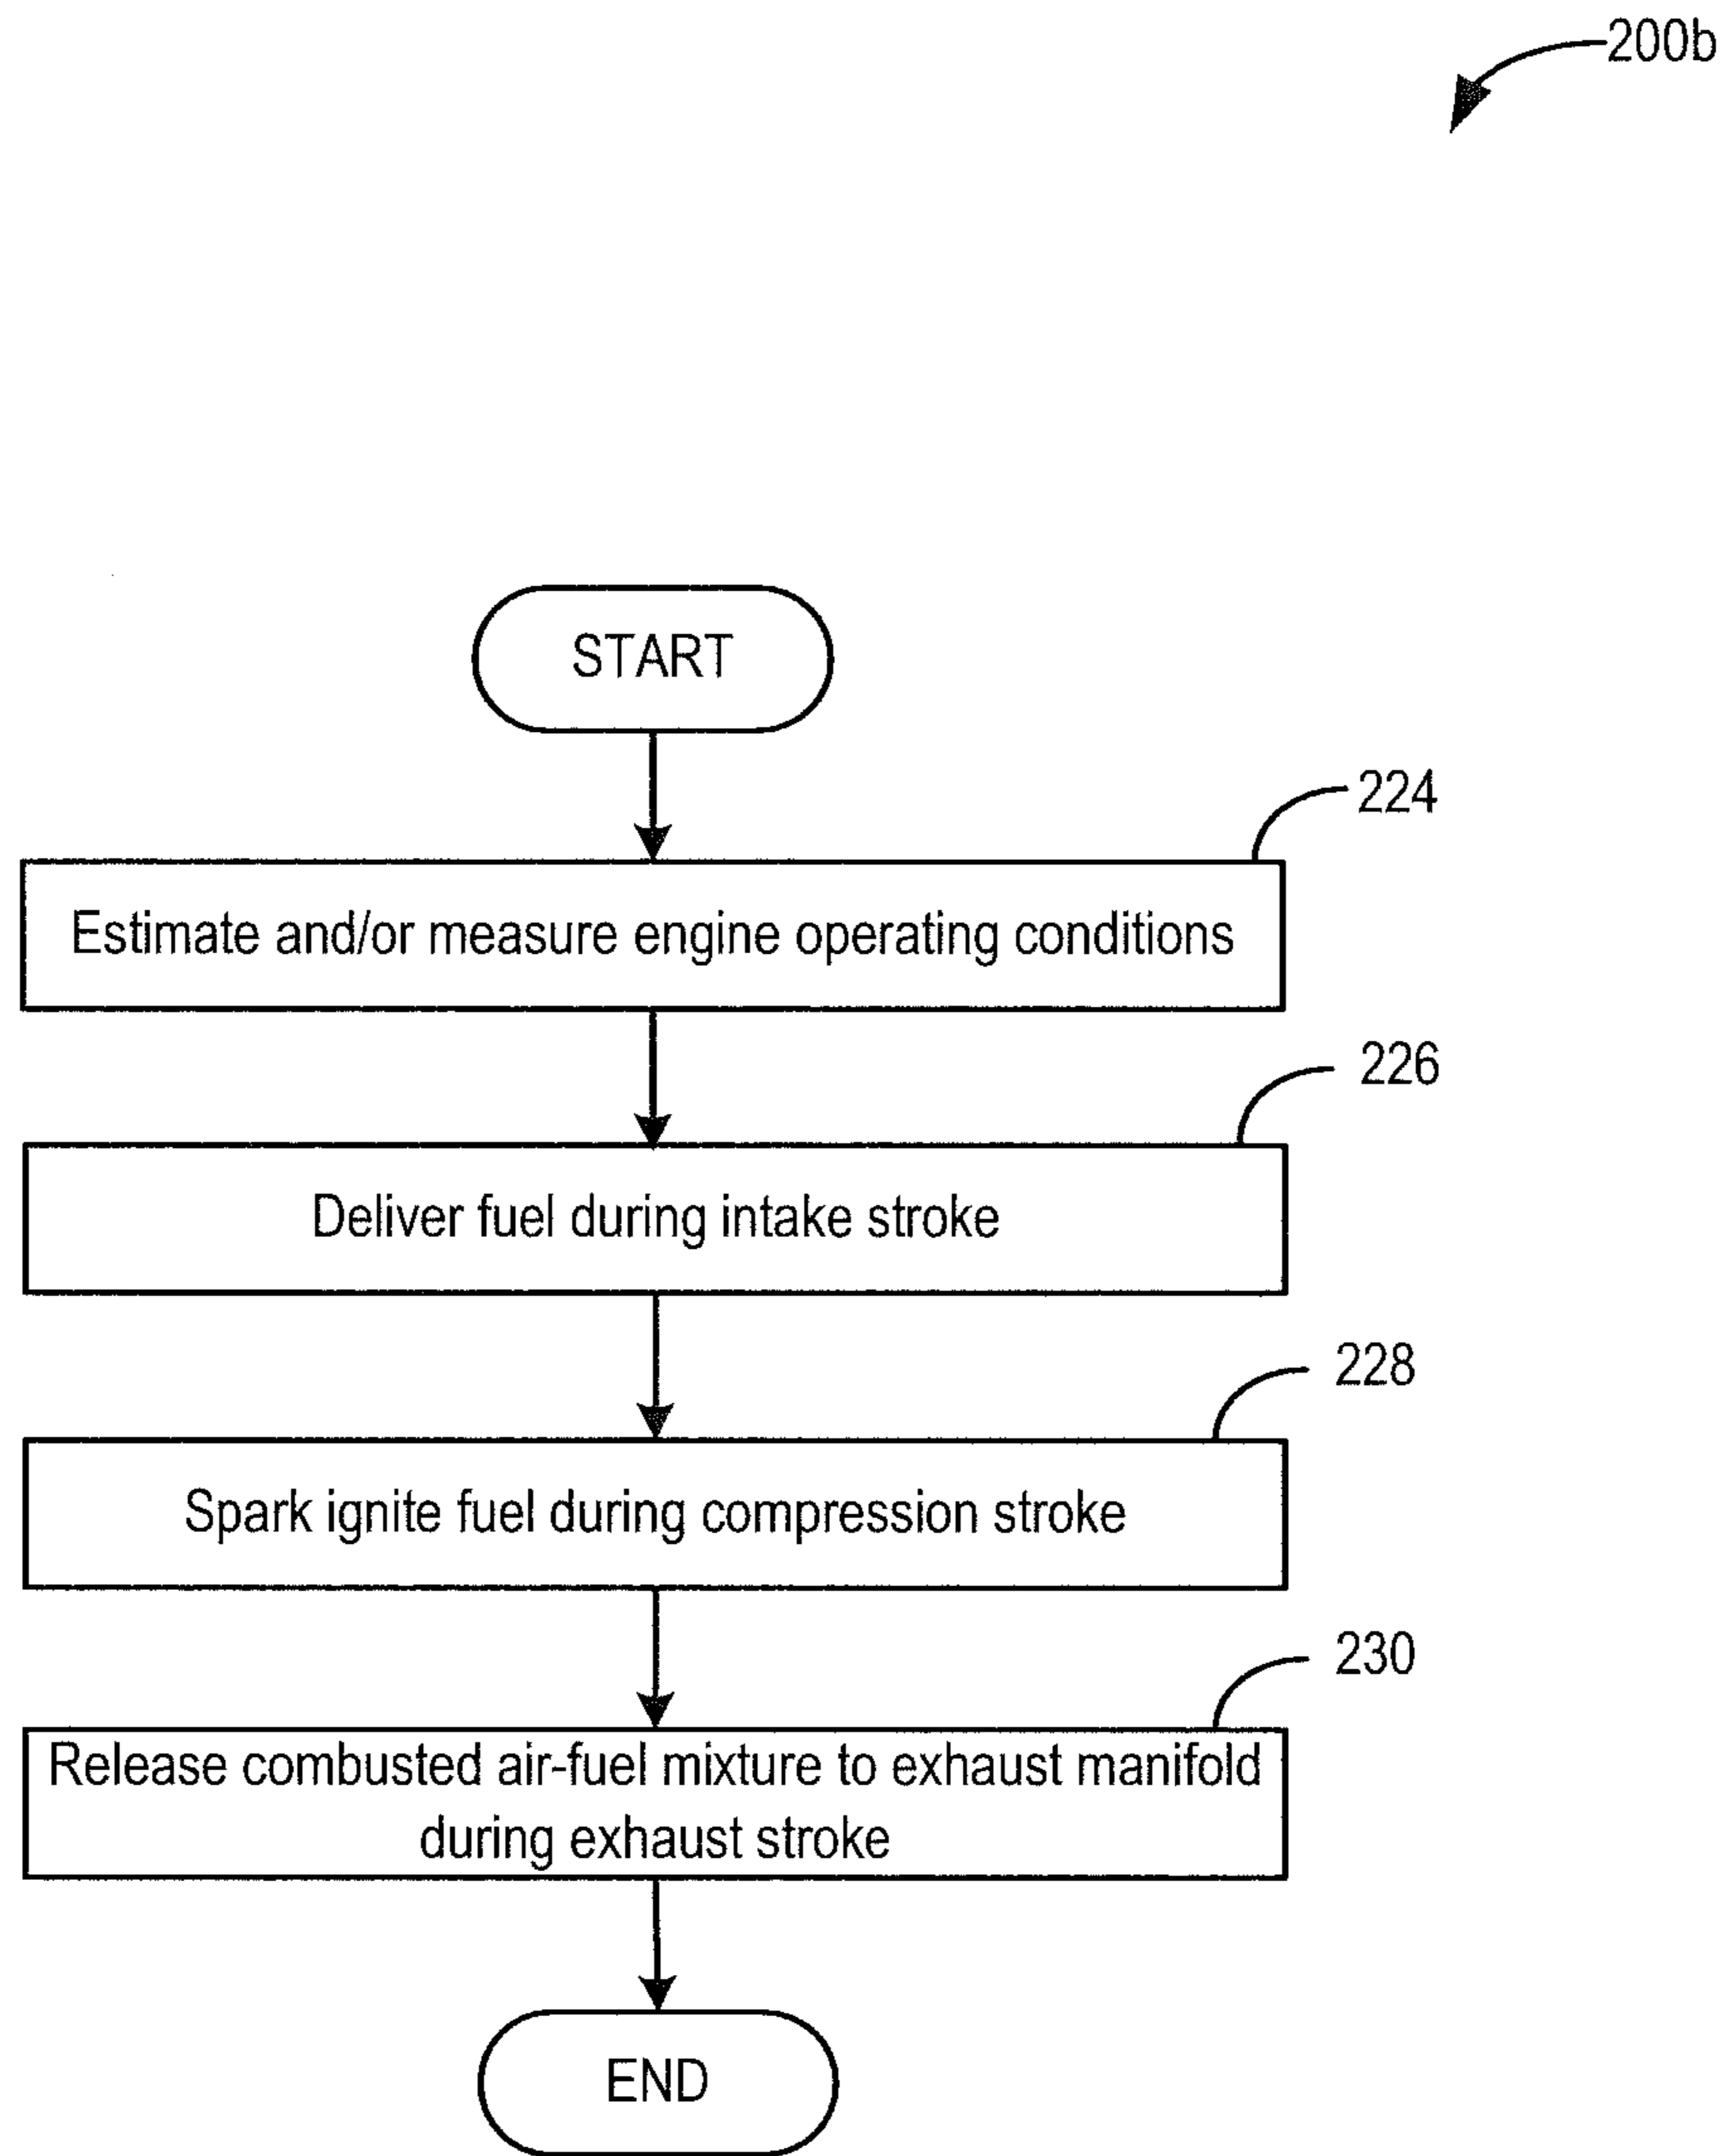 200b
START
224
Estimate and/or measure engine operating conditions
226
Deliver fuel during intake stroke
228
Spark ignite fuel during compression stroke
230
Release combusted air-fuel mixture to exhaust manifold
during exhaust stroke
END